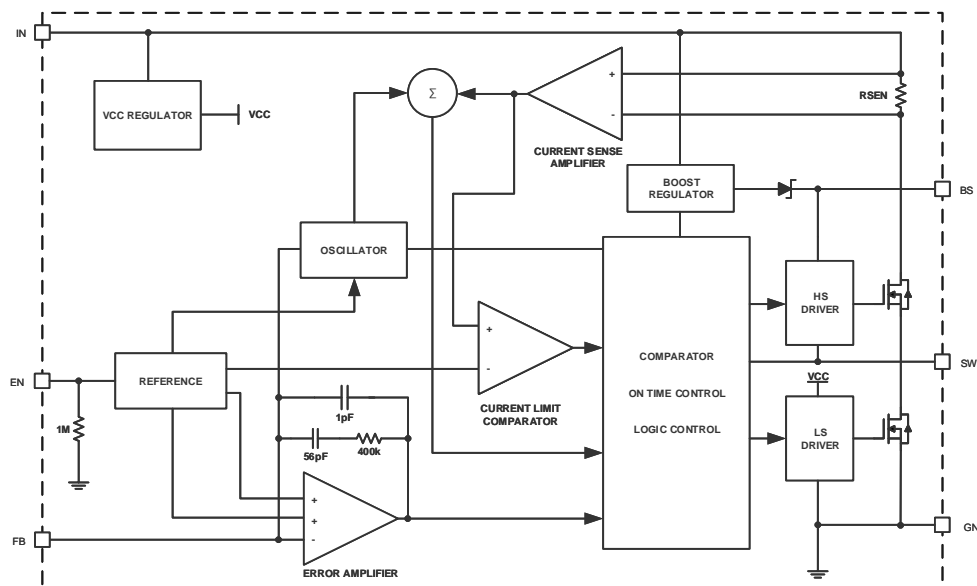 IN
VCC REGULATOR
VCC
Σ
+
-
RSEN
CURRENT SENSE
AMPLIFIER
BOOST
REGULATOR
BS
OSCILLATOR
HS
DRIVER
+
-
CURRENT LIMIT
COMPARATOR
COMPARATOR
ON TIME CONTROL
LOGIC CONTROL
SW
EN
REFERENCE
1M
1pF
56pF
400k
VCC
LS
DRIVER
+
+
-
FB
ERROR AMPLIFIER
GN